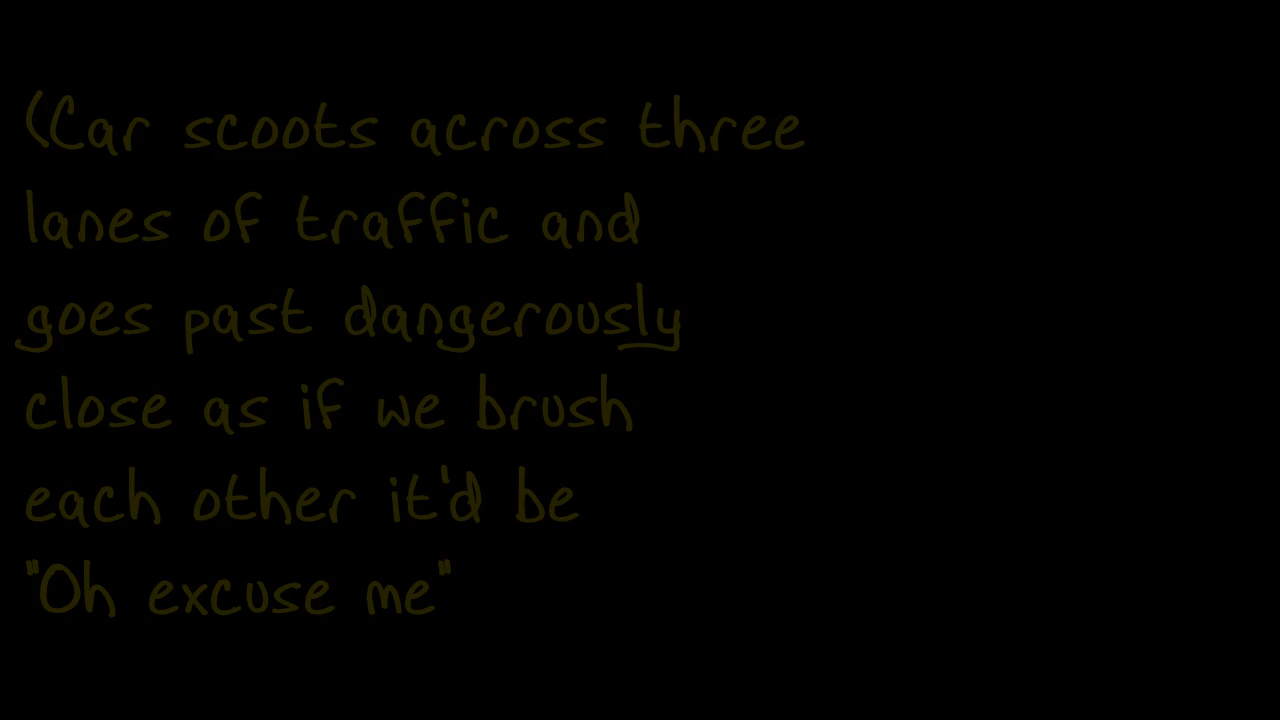 (Car scoots across three
lanes of traffic and
goes past dangerously
close as if we brush
each other it'd be
"Oh excuse me"